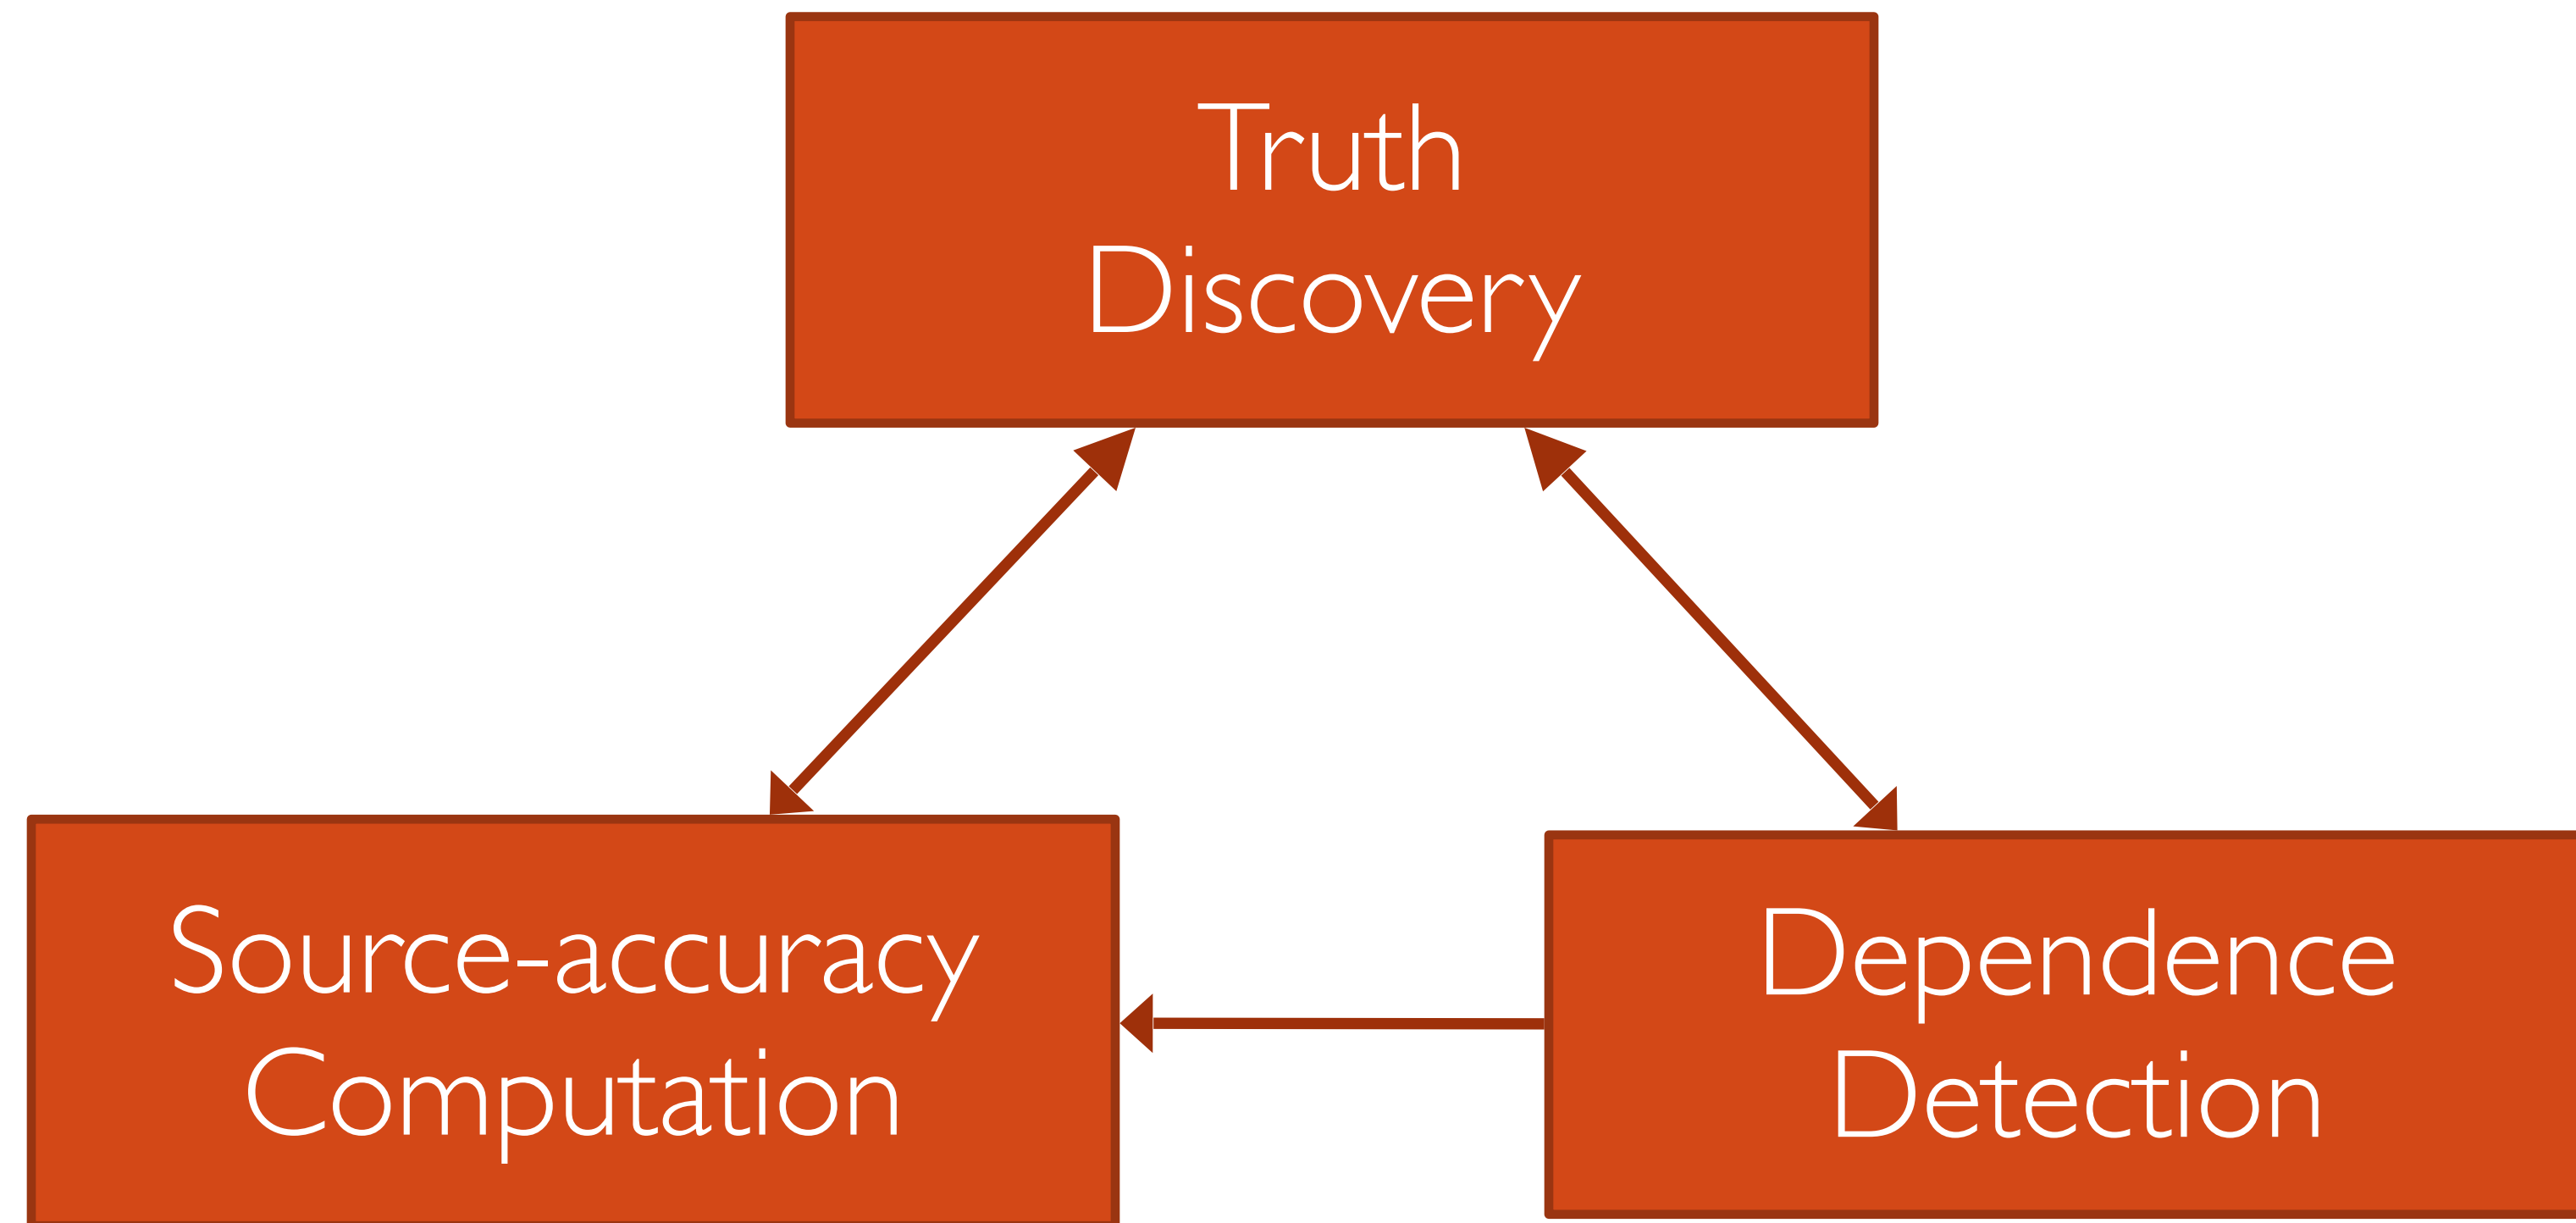 Truth
Discovery
Source-accuracy
Computation
Dependence
Detection